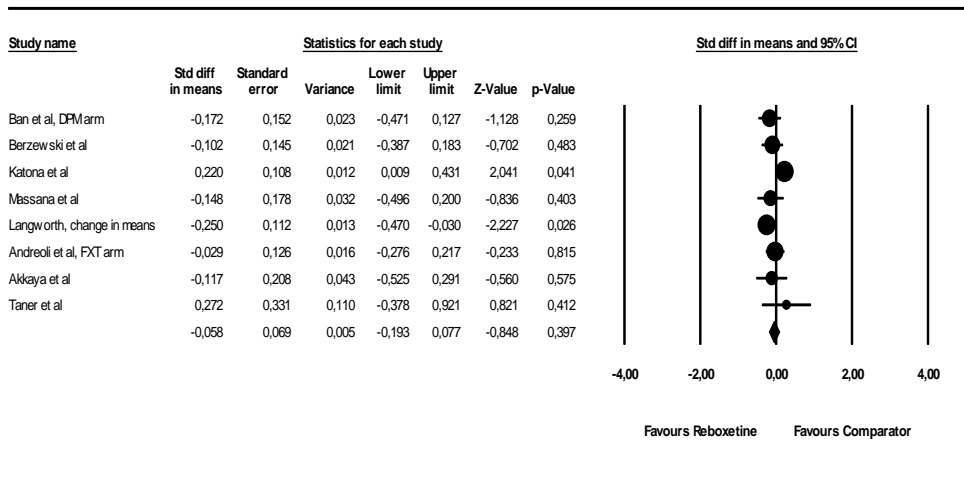 Study name Statistics for each study Std diff in means and 95% CI
Std diff Standard Lower Upper
in means error Variance limit limit Z-Value p-Value
Ban et al, DPM arm -0,172 0,152 0,023 -0,471 0,127 -1,128 0,259
Berzewski et al -0,102 0,145 0,021 -0,387 0,183 -0,702 0,483
Katona et al 0,220 0,108 0,012 0,009 0,431 2,041 0,041
Massana et al -0,148 0,178 0,032 -0,496 0,200 -0,836 0,403
Langworth, change in means -0,250 0,112 0,013 -0,470 -0,030 -2,227 0,026
Andreoli et al, FXT arm -0,029 0,126 0,016 -0,276 0,217 -0,233 0,815
Akkaya et al -0,117 0,208 0,043 -0,525 0,291 -0,560 0,575
Taner et al 0,272 0,331 0,110 -0,378 0,921 0,821 0,412
-0,058 0,069 0,005 -0,193 0,077 -0,848 0,397
-4,00 -2,00 0,00 2,00 4,00
Favours Reboxetine Favours Comparator